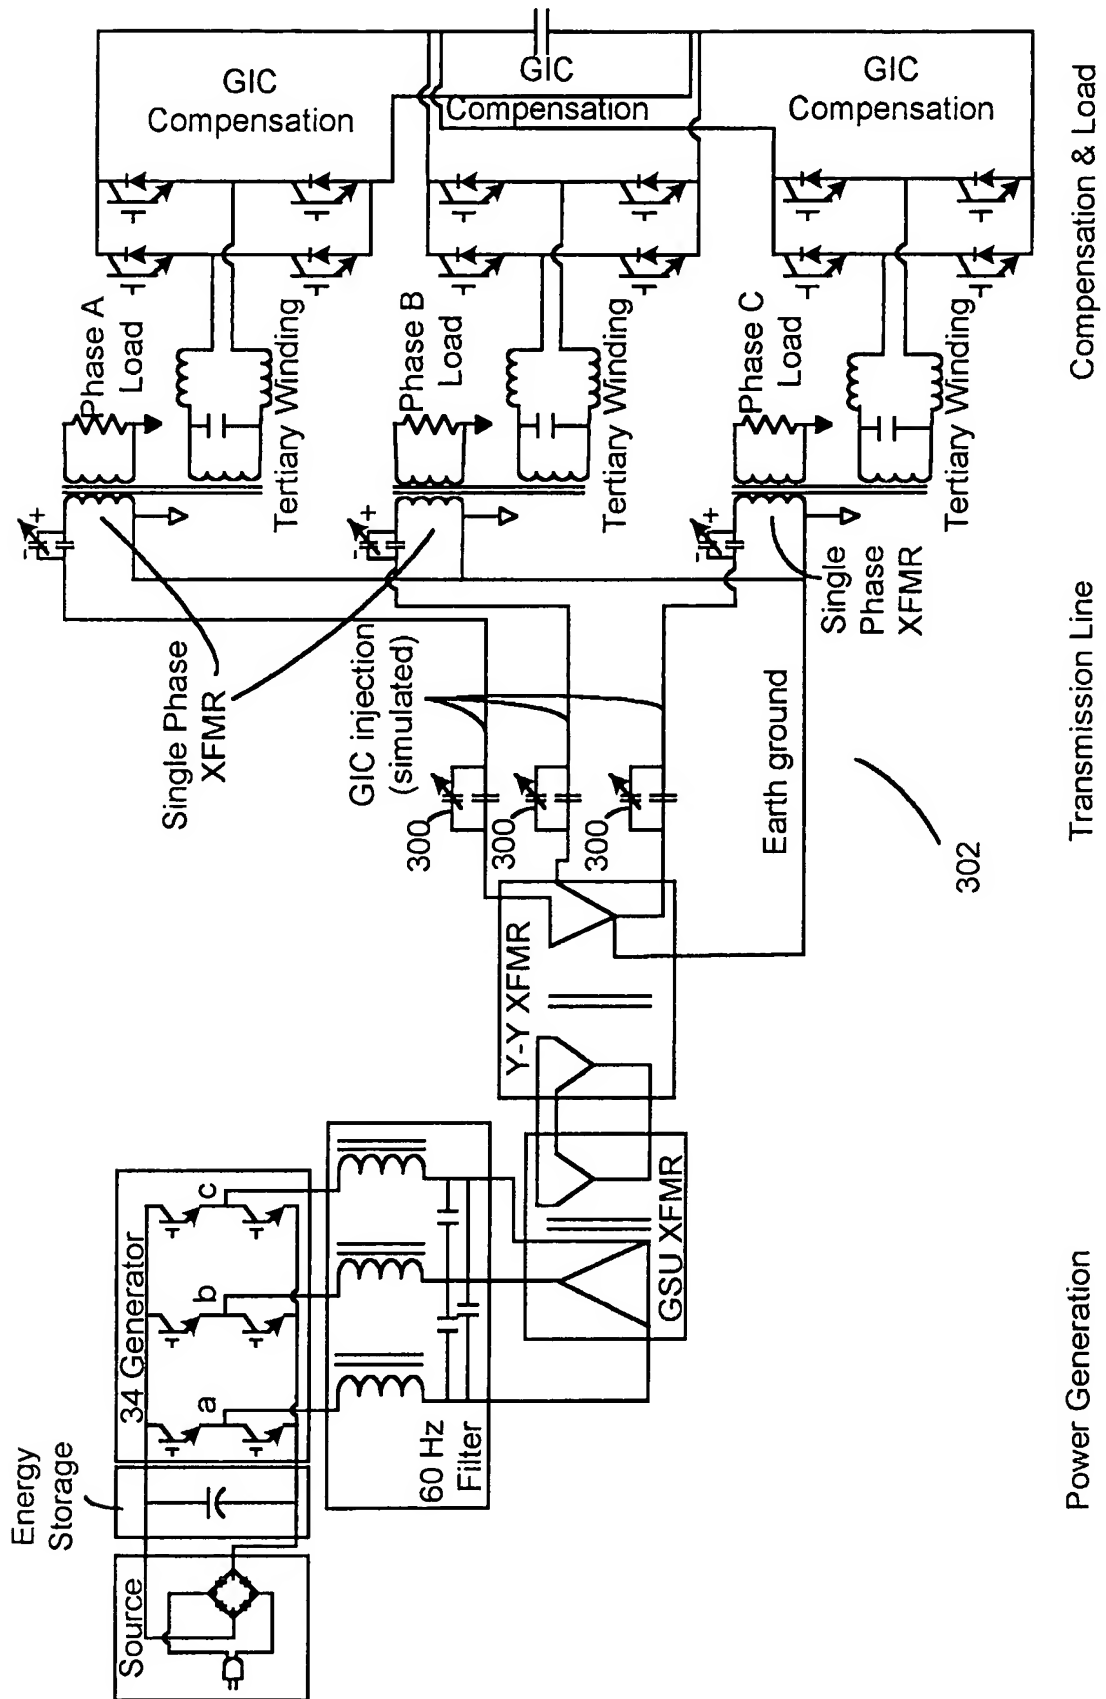 Source
Energy
Storage
34 Generator
a
b
c
60 Hz
Filter
GSU XFMR
Y-Y XFMR
300
300
300
GIC injection
(simulated)
Single Phase
XFMR
Earth ground
302
Single
Phase
XFMR
- +
- +
- +
Phase A
Load
Tertiary Winding
Phase B
Load
Tertiary Winding
Phase C
Load
Tertiary Winding
GIC
Compensation
GIC
Compensation
GIC
Compensation
Power Generation
Transmission Line
Compensation & Load